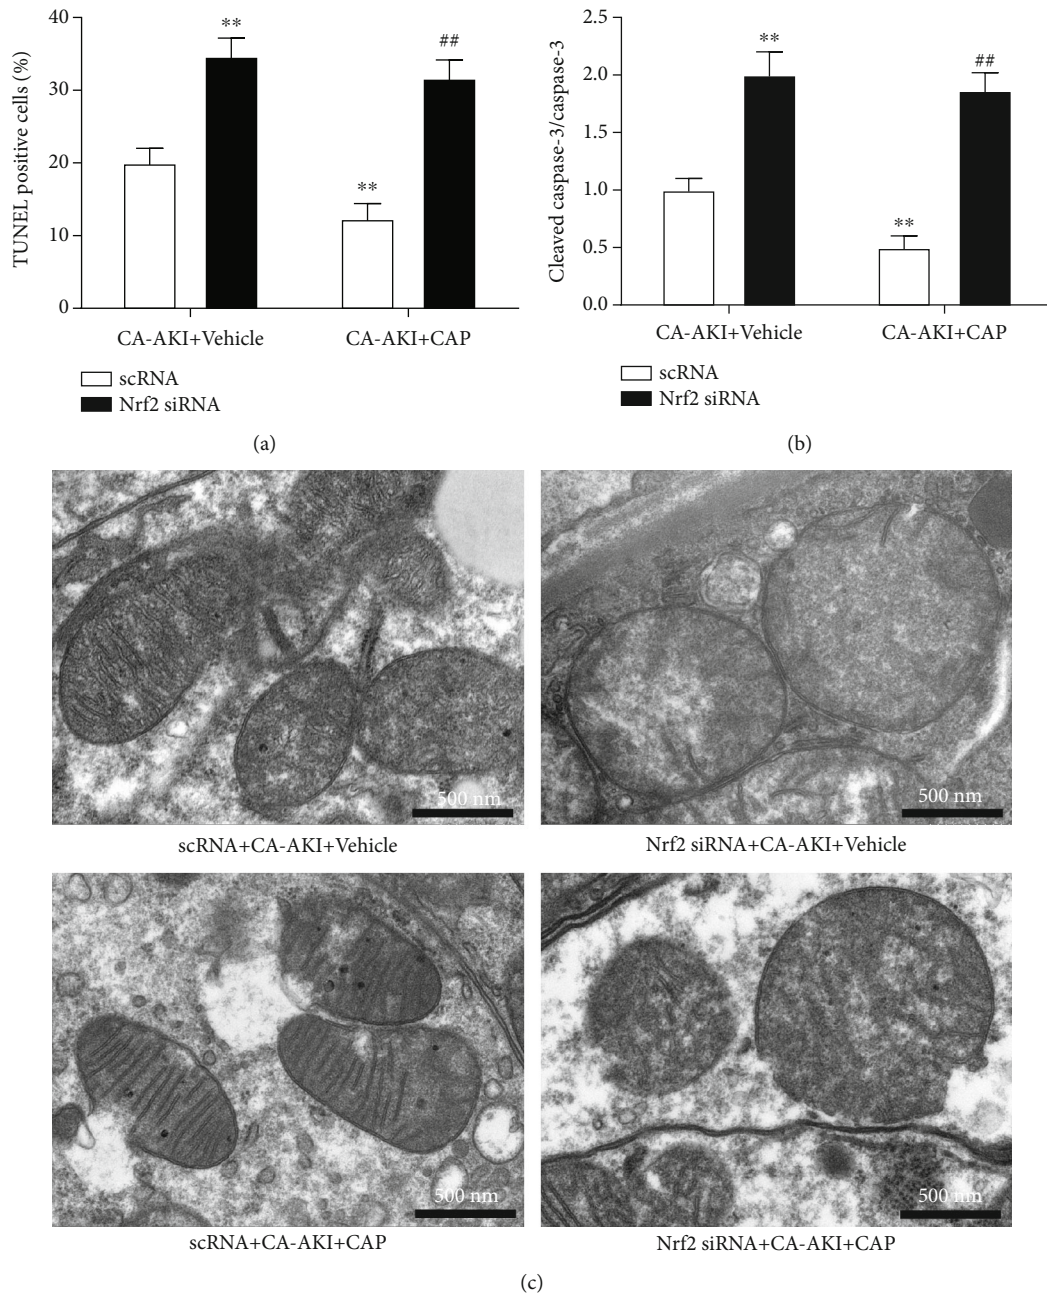 TUNEL positive cells (%)
40
30
20
10
0
**
**
##
CA-AKI+Vehicle
CA-AKI+CAP
scRNA
Nrf2 siRNA
(a)
Cleaved caspase-3/caspase-3
2.5
2.0
1.5
1.0
0.5
0.0
**
**
##
CA-AKI+Vehicle
CA-AKI+CAP
scRNA
Nrf2 siRNA
(b)
500 nm
scRNA+CA-AKI+Vehicle
500 nm
Nrf2 siRNA+CA-AKI+Vehicle
500 nm
scRNA+CA-AKI+CAP
500 nm
Nrf2 siRNA+CA-AKI+CAP
(c)